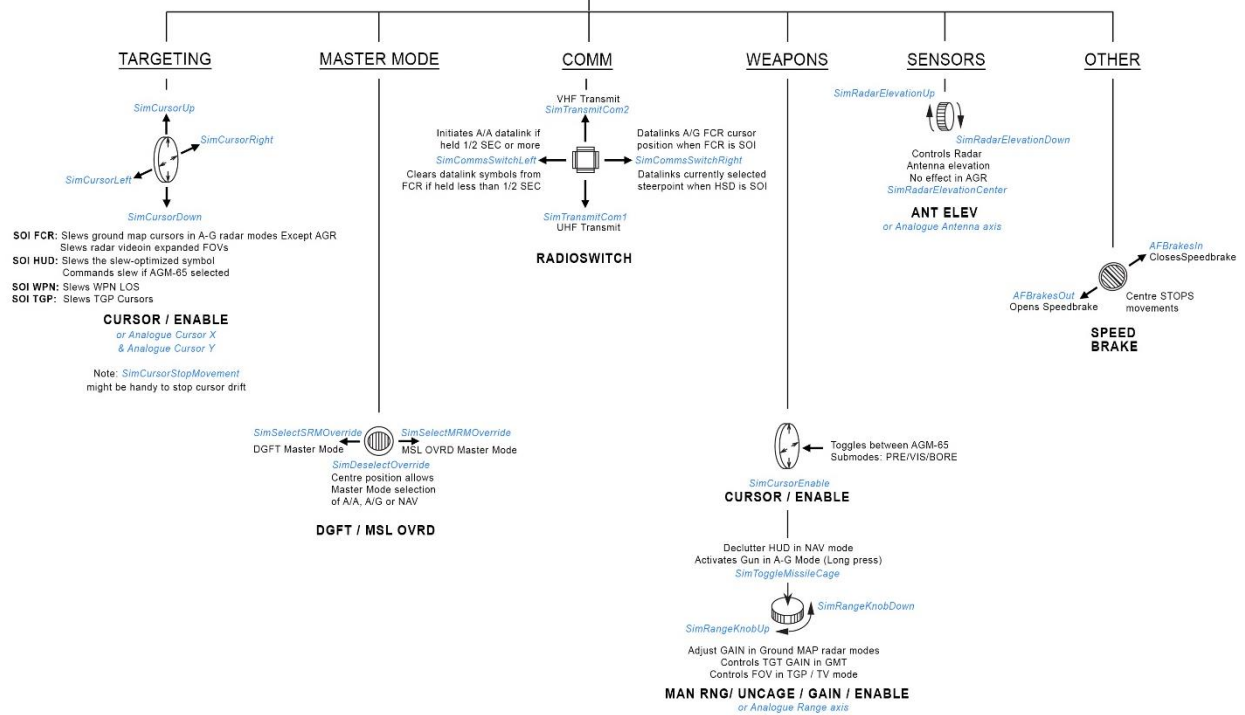 TARGETING
SimCursorUp
SimCursorRight
SimCursorLeft
SimCursorDown
SOI FCR: Slews ground map cursors in A-G radar modes Except AGR
Slews radar videoin expanded FOVs
SOI HUD: Slews the slew-optimized symbol
Commands slew if AGM-65 selected
SOI WPN: Slews WPN LOS
SOI TGP: Slews TGP Cursors
CURSOR / ENABLE
or Analogue Cursor X
& Analogue Cursor Y
Note: SimCursorStopMovement
might be handy to stop cursor drift
MASTER MODE
SimSelectSRMOverride
DGFT Master Mode
SimSelectMRMOverride
MSL OVRD Master Mode
SimDeselectOverride
Centre position allows
Master Mode selection
of A/A, A/G or NAV
DGFT / MSL OVRD
COMM
VHF Transmit
SimTransmitCom2
Initiates A/A datalink if
held 1/2 SEC or more
SimCommsSwitchLeft
Clears datalink symbols from
FCR if held less than 1/2 SEC
Datalinks A/G FCR cursor
position when FCR is SOI
SimCommsSwitchRight
Datalinks currently selected
steerpoint when HSD is SOI
SimTransmitCom1
UHF Transmit
RADIOSWITCH
WEAPONS
Toggles between AGM-65
Submodes: PRE/VIS/BORE
SimCursorEnable
CURSOR / ENABLE
Declutter HUD in NAV mode
Activates Gun in A-G Mode (Long press)
SimToggleMissileCage
SimRangeKnobDown
SimRangeKnobUp
Adjust GAIN in Ground MAP radar modes
Controls TGT GAIN in GMT
Controls FOV in TGP / TV mode
MAN RNG/ UNCAGE / GAIN / ENABLE
or Analogue Range axis
SENSORS
SimRadarElevationUp
SimRadarElevationDown
Controls Radar
Antenna elevation
No effect in AGR
SimRadarElevationCenter
ANT ELEV
or Analogue Antenna axis
OTHER
AFBrakesIn
ClosesSpeedbrake
AFBrakesOut
Opens Speedbrake
Centre STOPS
movements
SPEED
BRAKE